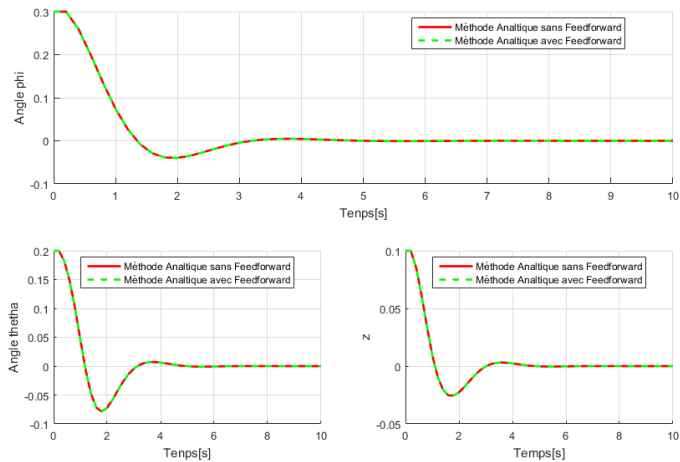 0.3
0.2
0.1
0
-0.1
Angle phi
Méthode Analtique sans Feedforward
Méthode Analtique avec Feedforward
0 1 2 3 4 5 6 7 8 9 10
Tenps[s]
0.2
0.15
0.1
0.05
0
-0.05
-0.1
Angle thetha
Méthode Analtique sans Feedforward
Méthode Analtique avec Feedforward
0 2 4 6 8 10
Tenps[s]
0.1
0.05
0
-0.05
z
Méthode Analtique sans Feedforward
Méthode Analtique avec Feedforward
0 2 4 6 8 10
Temps[s]